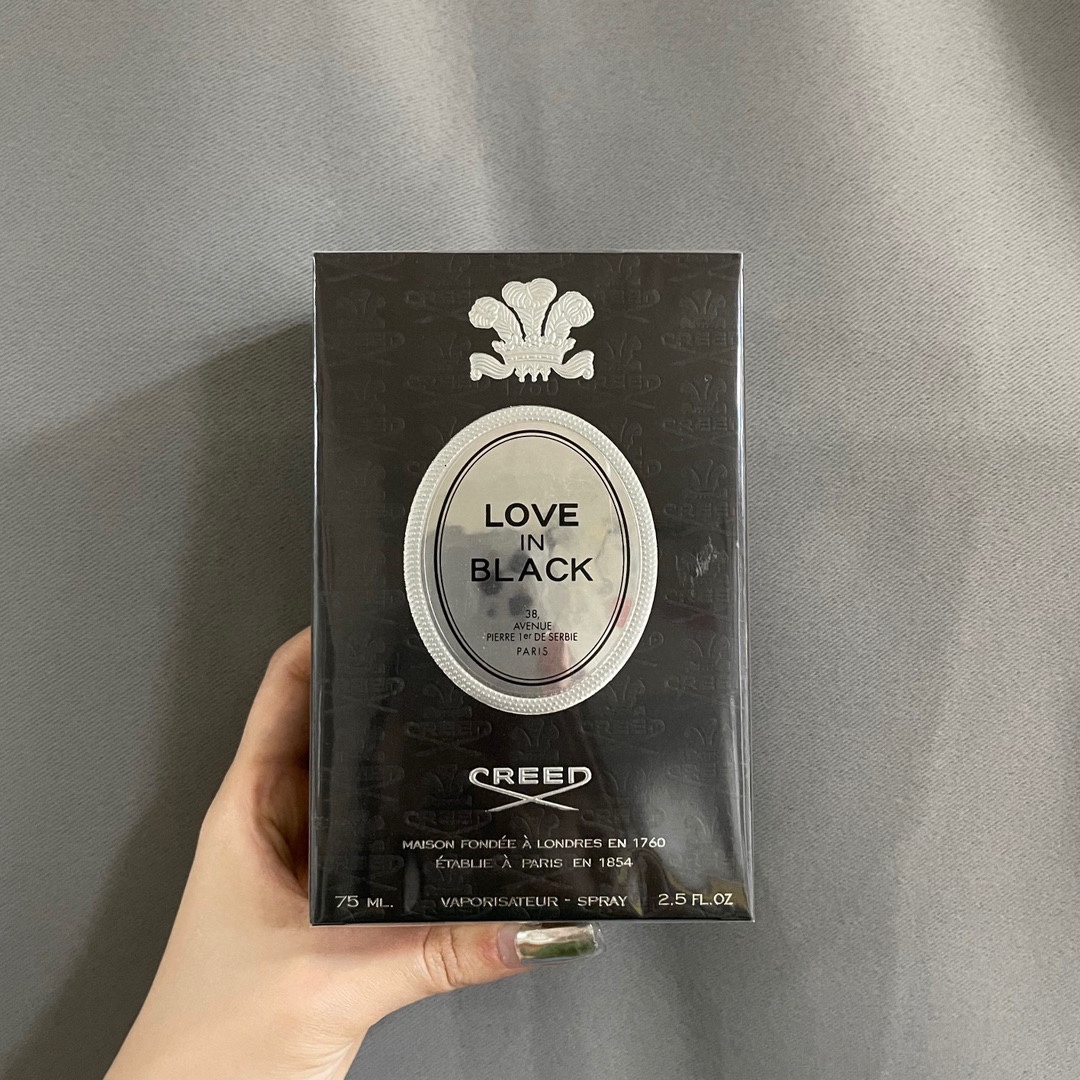 LOVE
IN
BLACK
38,
AVENUE
PIERRE 1er DE SERBIE
PARIS
CREED
MAISON FONDÉE À LONDRES EN 1760
ÉTABLIE À PARIS EN 1854
75 ML. VAPORISATEUR - SPRAY 2.5 FL.OZ